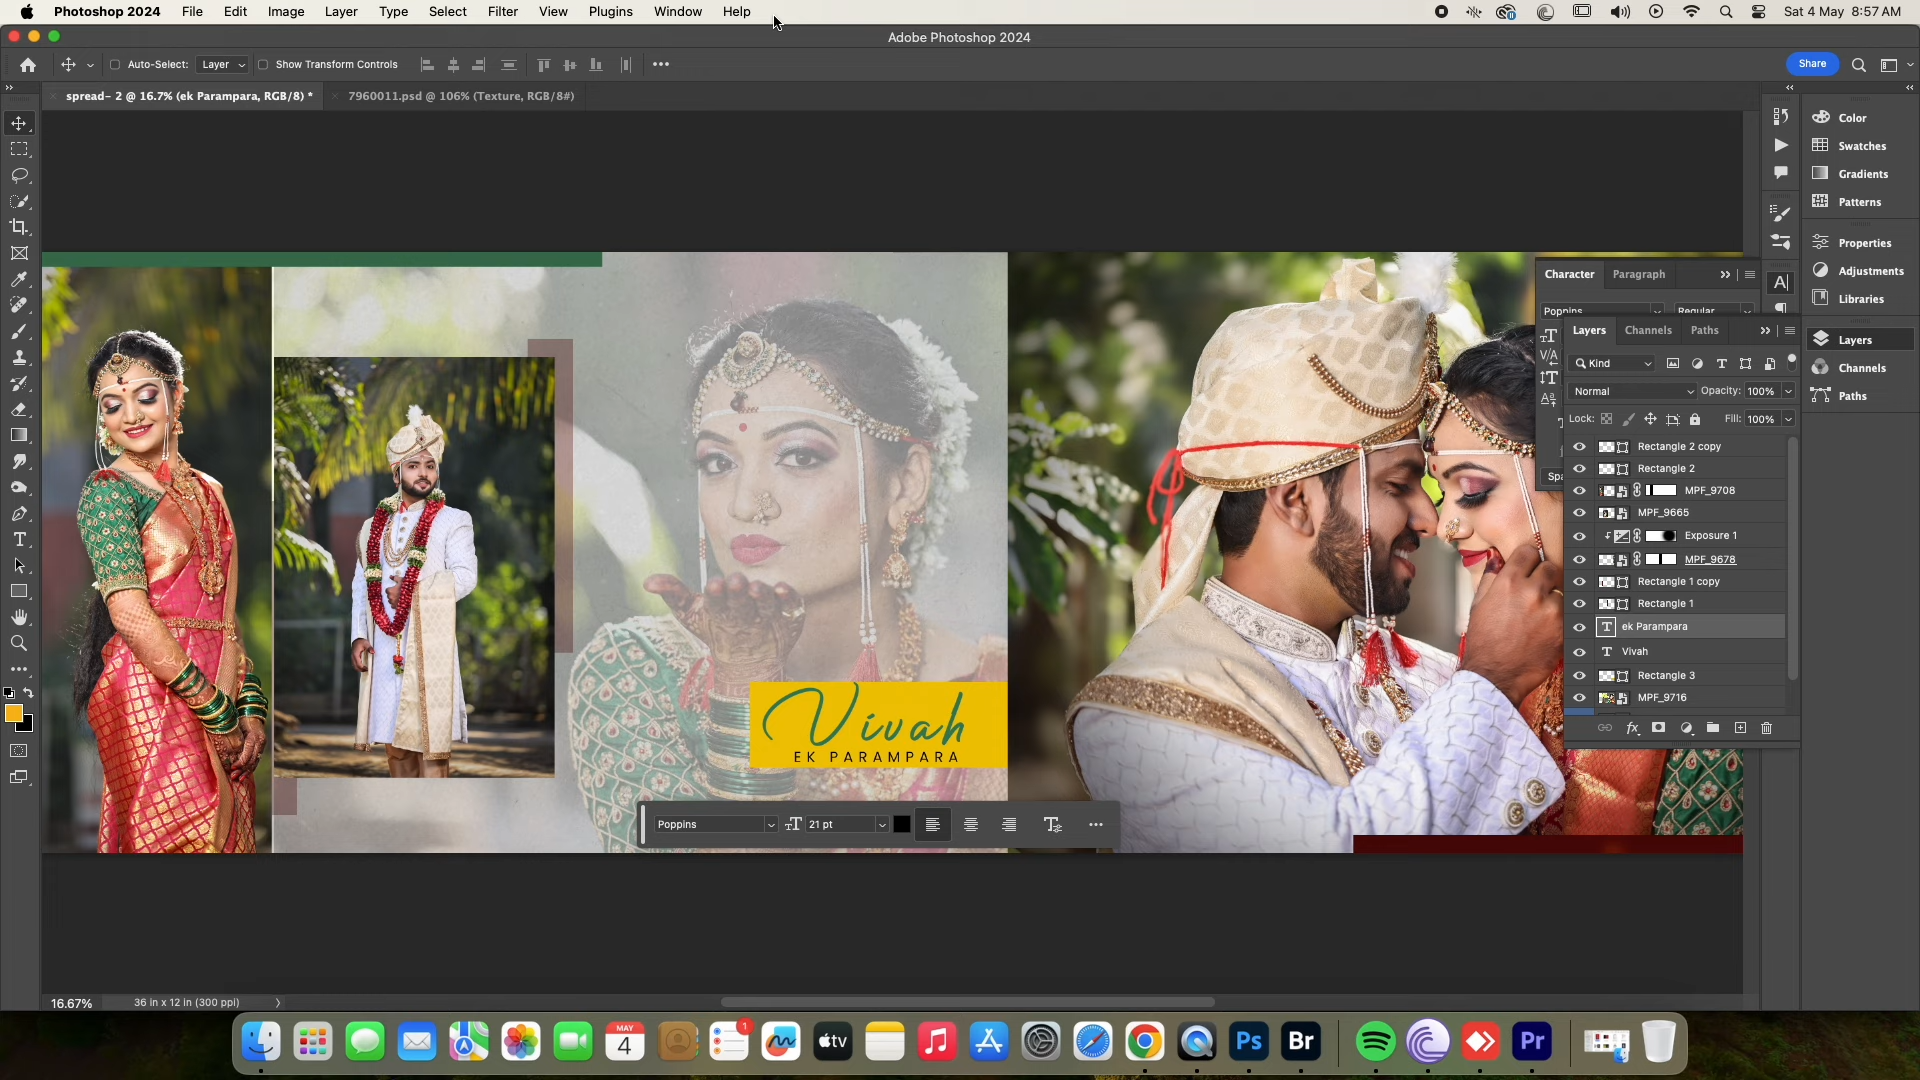 Photoshop 2024 File Edit Image Layer Type Select Filter View Plugins Window Help Sat 4 May 8:57 AM
Adobe Photoshop 2024
Auto-Select: Layer Show Transform Controls Share
spread- 2 @ 16.7% (ek Parampara, RGB/8) * 7960011.psd @ 106% (Texture, RGB/8#)
Color
Swatches
Gradients
Patterns
Properties
Adjustments
Libraries
Layers
Channels
Paths
Character Paragraph
Poppins Regular
Layers Channels Paths
Kind
Normal Opacity: 100%
Lock: Fill: 100%
Rectangle 2 copy
Rectangle 2
MPF_9708
MPF_9665
Exposure 1
MPF_9678
Rectangle 1 copy
Rectangle 1
ek Parampara
Vivah
Rectangle 3
MPF_9716
Vivah
EK PARAMPARA
Poppins 21 pt
16.67% 36 in x 12 in (300 ppi)
MAY
4
1
tv
Ps
Br
Pr